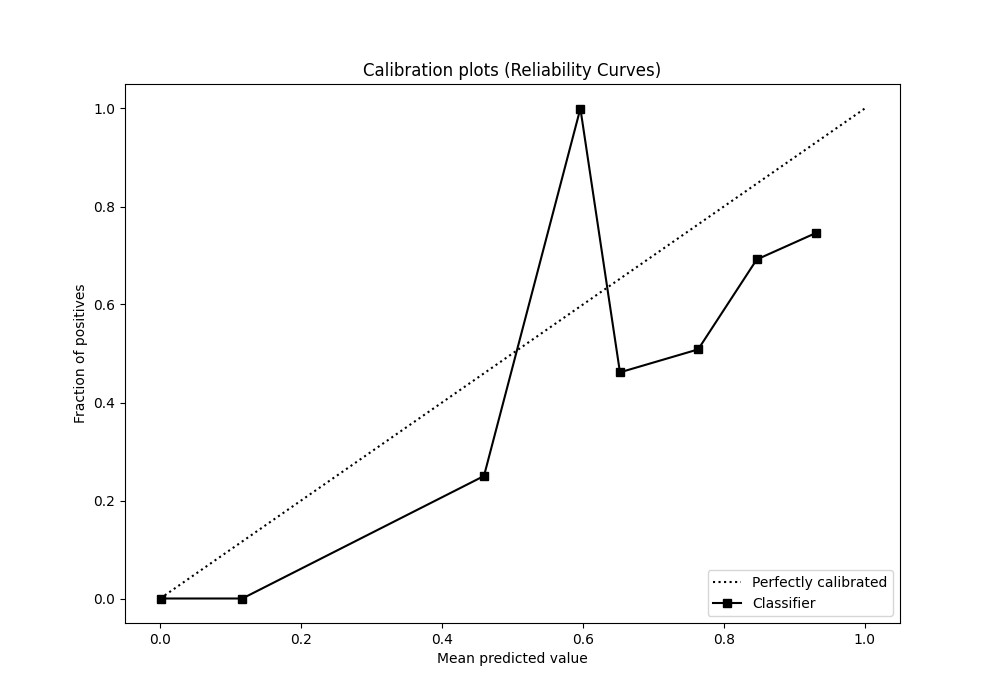 Calibration plots (Reliability Curves)
1.0
0.8
0.6
0.4
0.2
0.0
Fraction of positives
0.0 0.2 0.4 0.6 0.8 1.0
Mean predicted value
Perfectly calibrated
Classifier